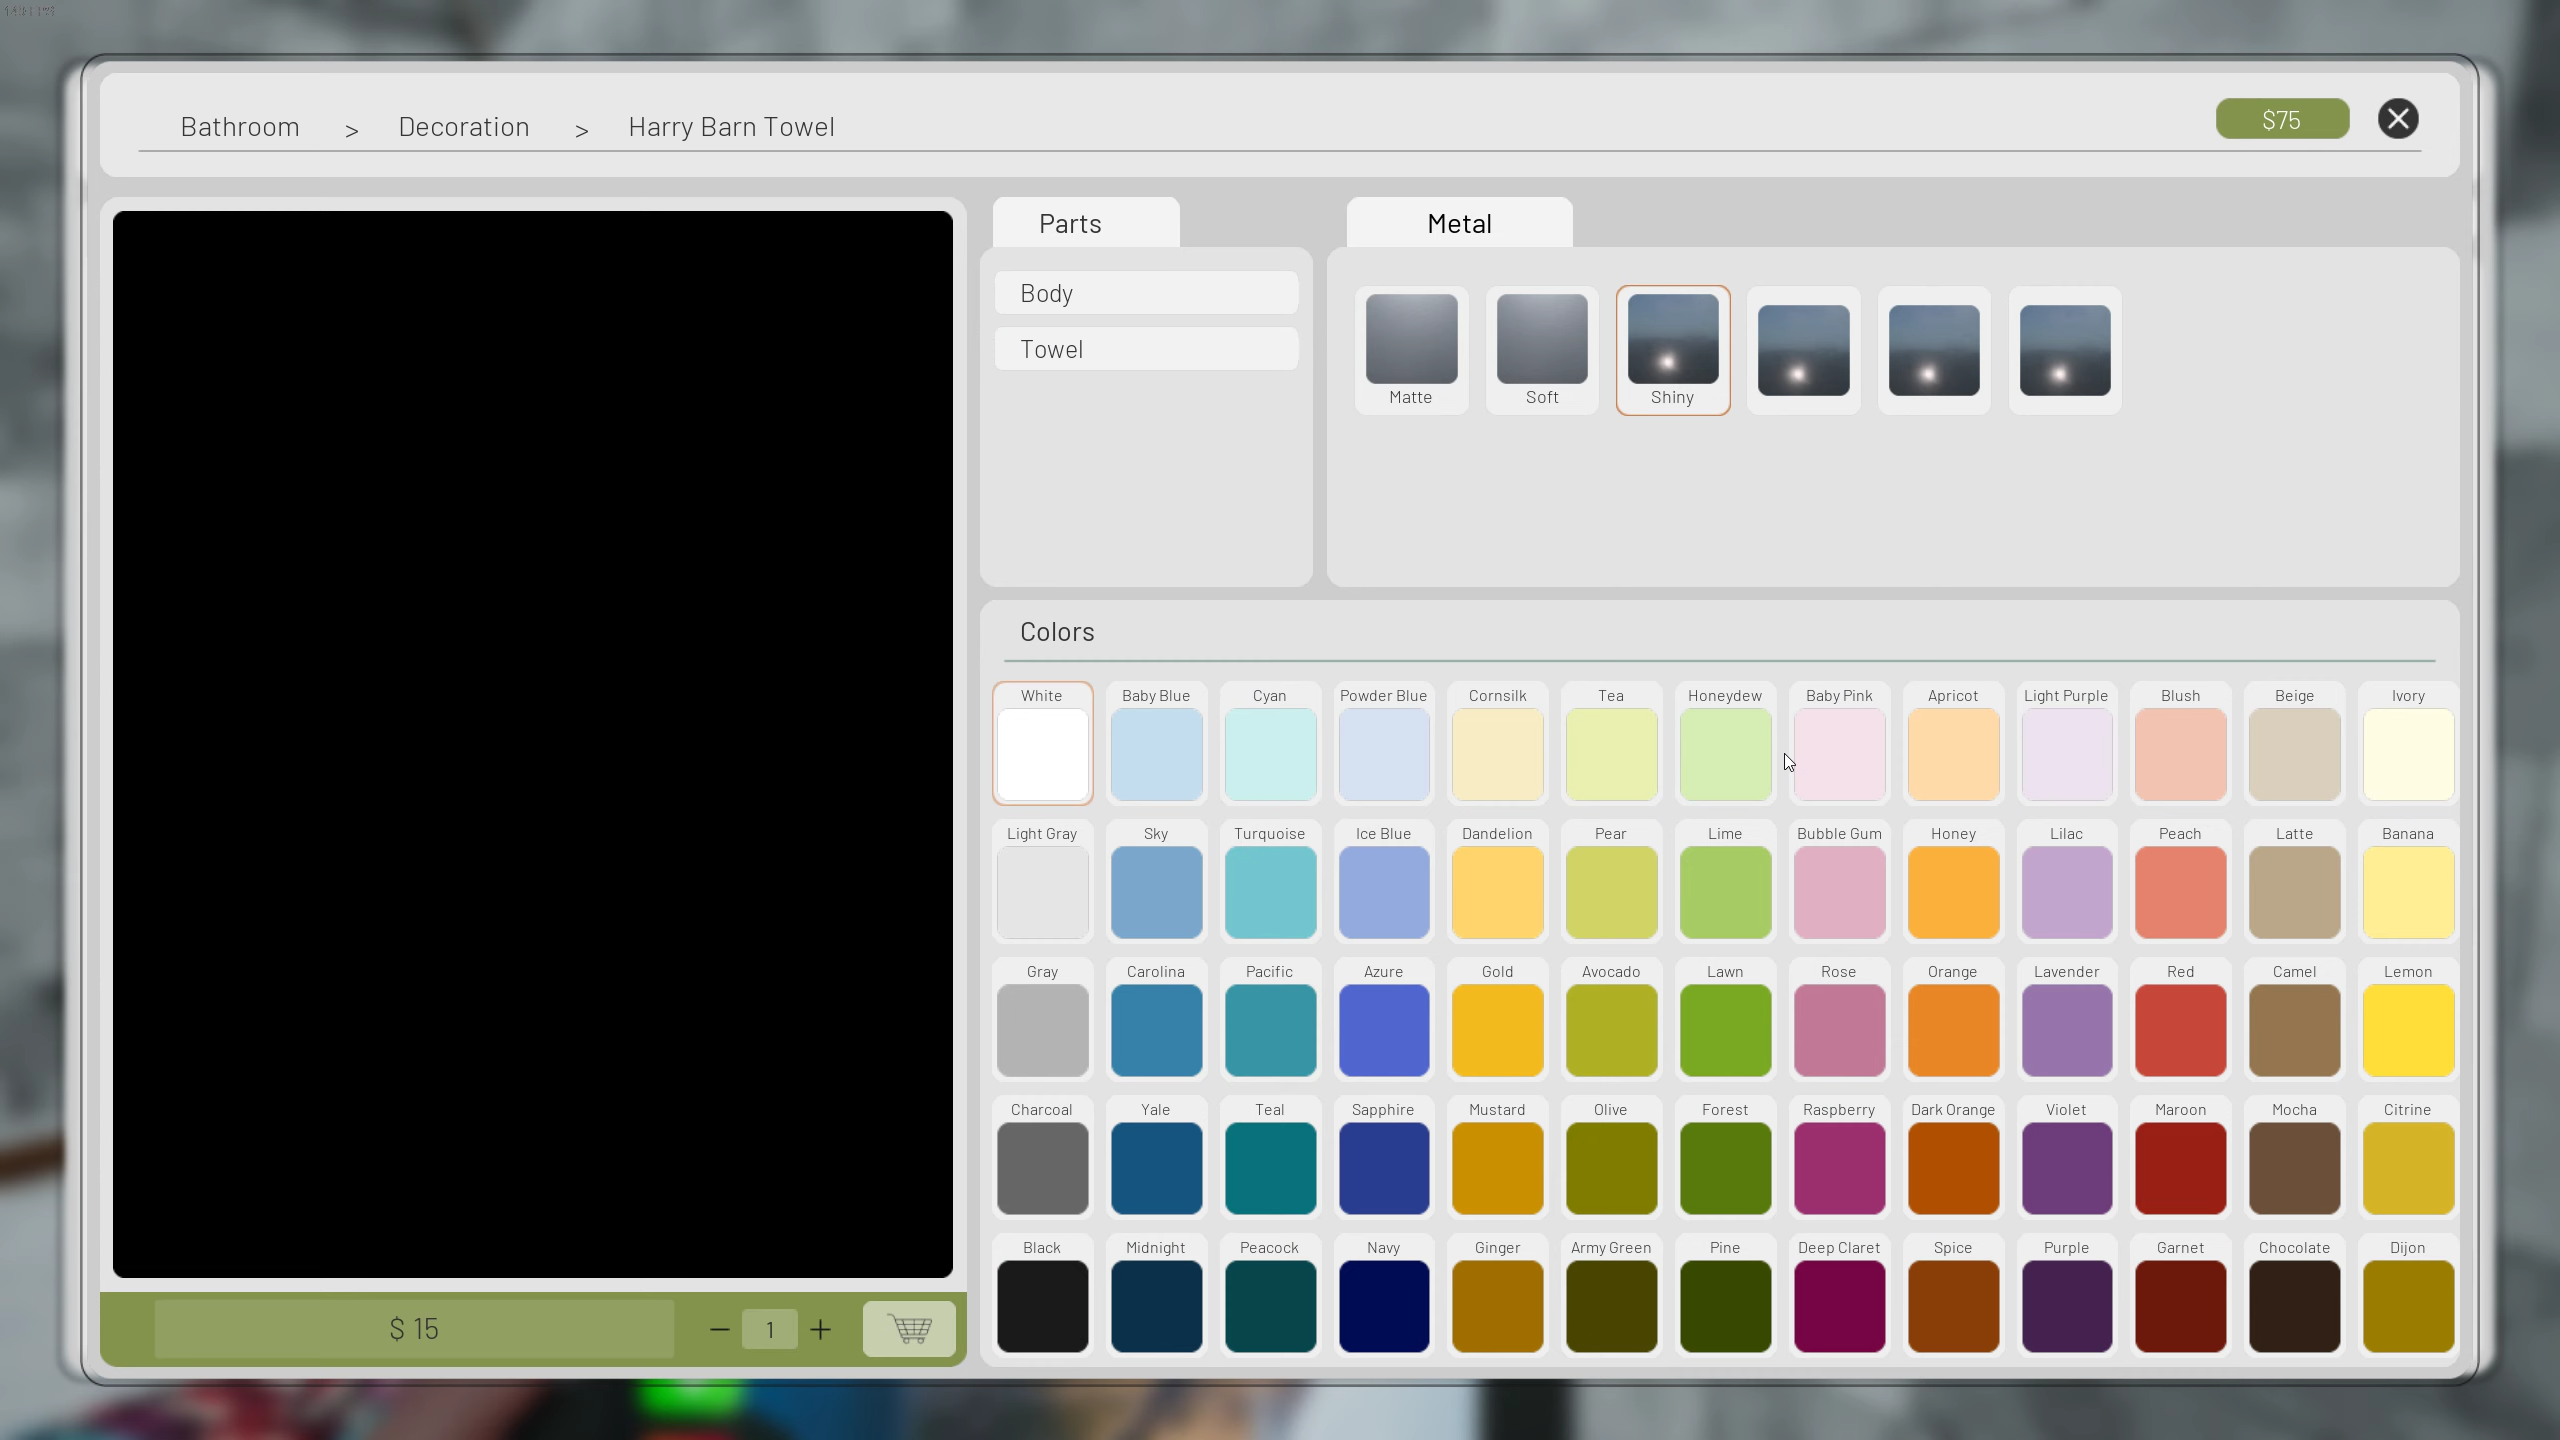 Bathroom > Decoration > Harry Barn Towel
$75
Parts
Metal
Body
Towel
Matte Soft Shiny
Colors
White Baby Blue Cyan Powder Blue Cornsilk Tea Honeydew Baby Pink Apricot Light Purple Blush Beige Ivory
Light Gray Sky Turquoise Ice Blue Dandelion Pear Lime Bubble Gum Honey Lilac Peach Latte Banana
Gray Carolina Pacific Azure Gold Avocado Lawn Rose Orange Lavender Red Camel Lemon
Charcoal Yale Teal Sapphire Mustard Olive Forest Raspberry Dark Orange Violet Maroon Mocha Citrine
Black Midnight Peacock Navy Ginger Army Green Pine Deep Claret Spice Purple Garnet Chocolate Dijon
$ 15
− 1 +